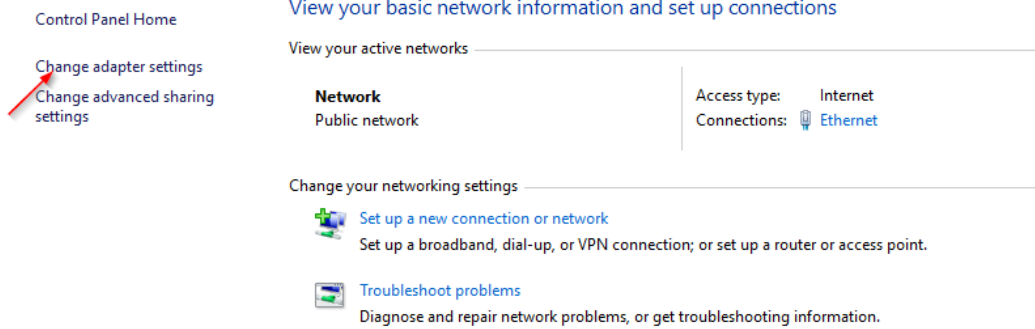 Control Panel Home
Change adapter settings
Change advanced sharing
settings
View your basic network information and set up connections
View your active networks
Network
Public network
Access type: Internet
Connections: Ethernet
Change your networking settings
Set up a new connection or network
Set up a broadband, dial-up, or VPN connection; or set up a router or access point.
Troubleshoot problems
Diagnose and repair network problems, or get troubleshooting information.